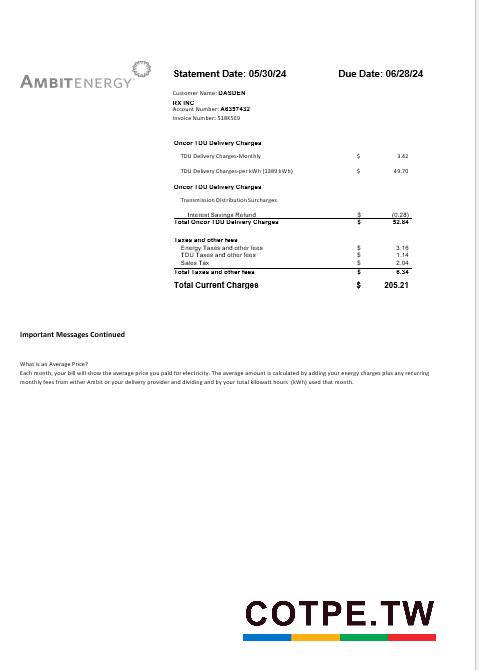 AMBITENERGY
Statement Date: 05/30/24 Due Date: 06/28/24
Customer Name: DASDEN
RX INC
Account Number: A6357432
Invoice Number: 518K5E9
Oncor TDU Delivery Charges
TDU Delivery Charges-Monthly $ 3.42
TDU Delivery Charges-per kWh (1389 kWh) $ 49.70
Oncor TDU Delivery Charges
Transmission Distribution Surcharges
Interest Savings Refund $ (0.28)
Total Oncor TDU Delivery Charges $ 52.84
Taxes and other fees
Energy Taxes and other fees $ 3.16
TDU Taxes and other fees $ 1.14
Sales Tax $ 2.04
Total Taxes and other fees $ 6.34
Total Current Charges $ 205.21
Important Messages Continued
What is an Average Price?
Each month, your bill will show the average price you paid for electricity. The average amount is calculated by adding your energy charges plus any recurring
monthly fees from either Ambit or your delivery provider and dividing and by your total kilowatt hours (kWh) used that month.
COTPE.TW